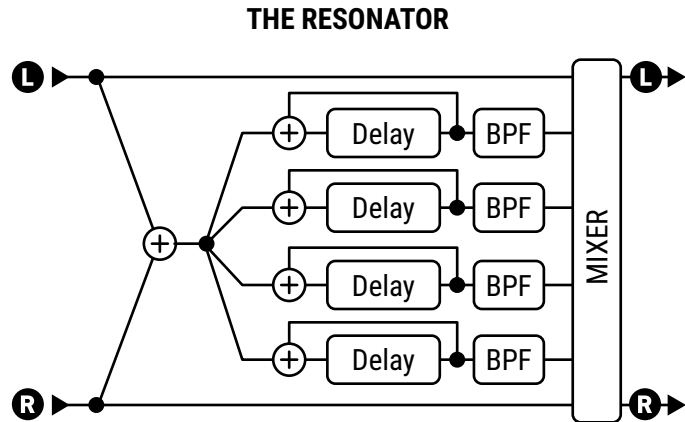 THE RESONATOR
L
L
Delay
BPF
Delay
BPF
MIXER
Delay
BPF
Delay
BPF
R
R